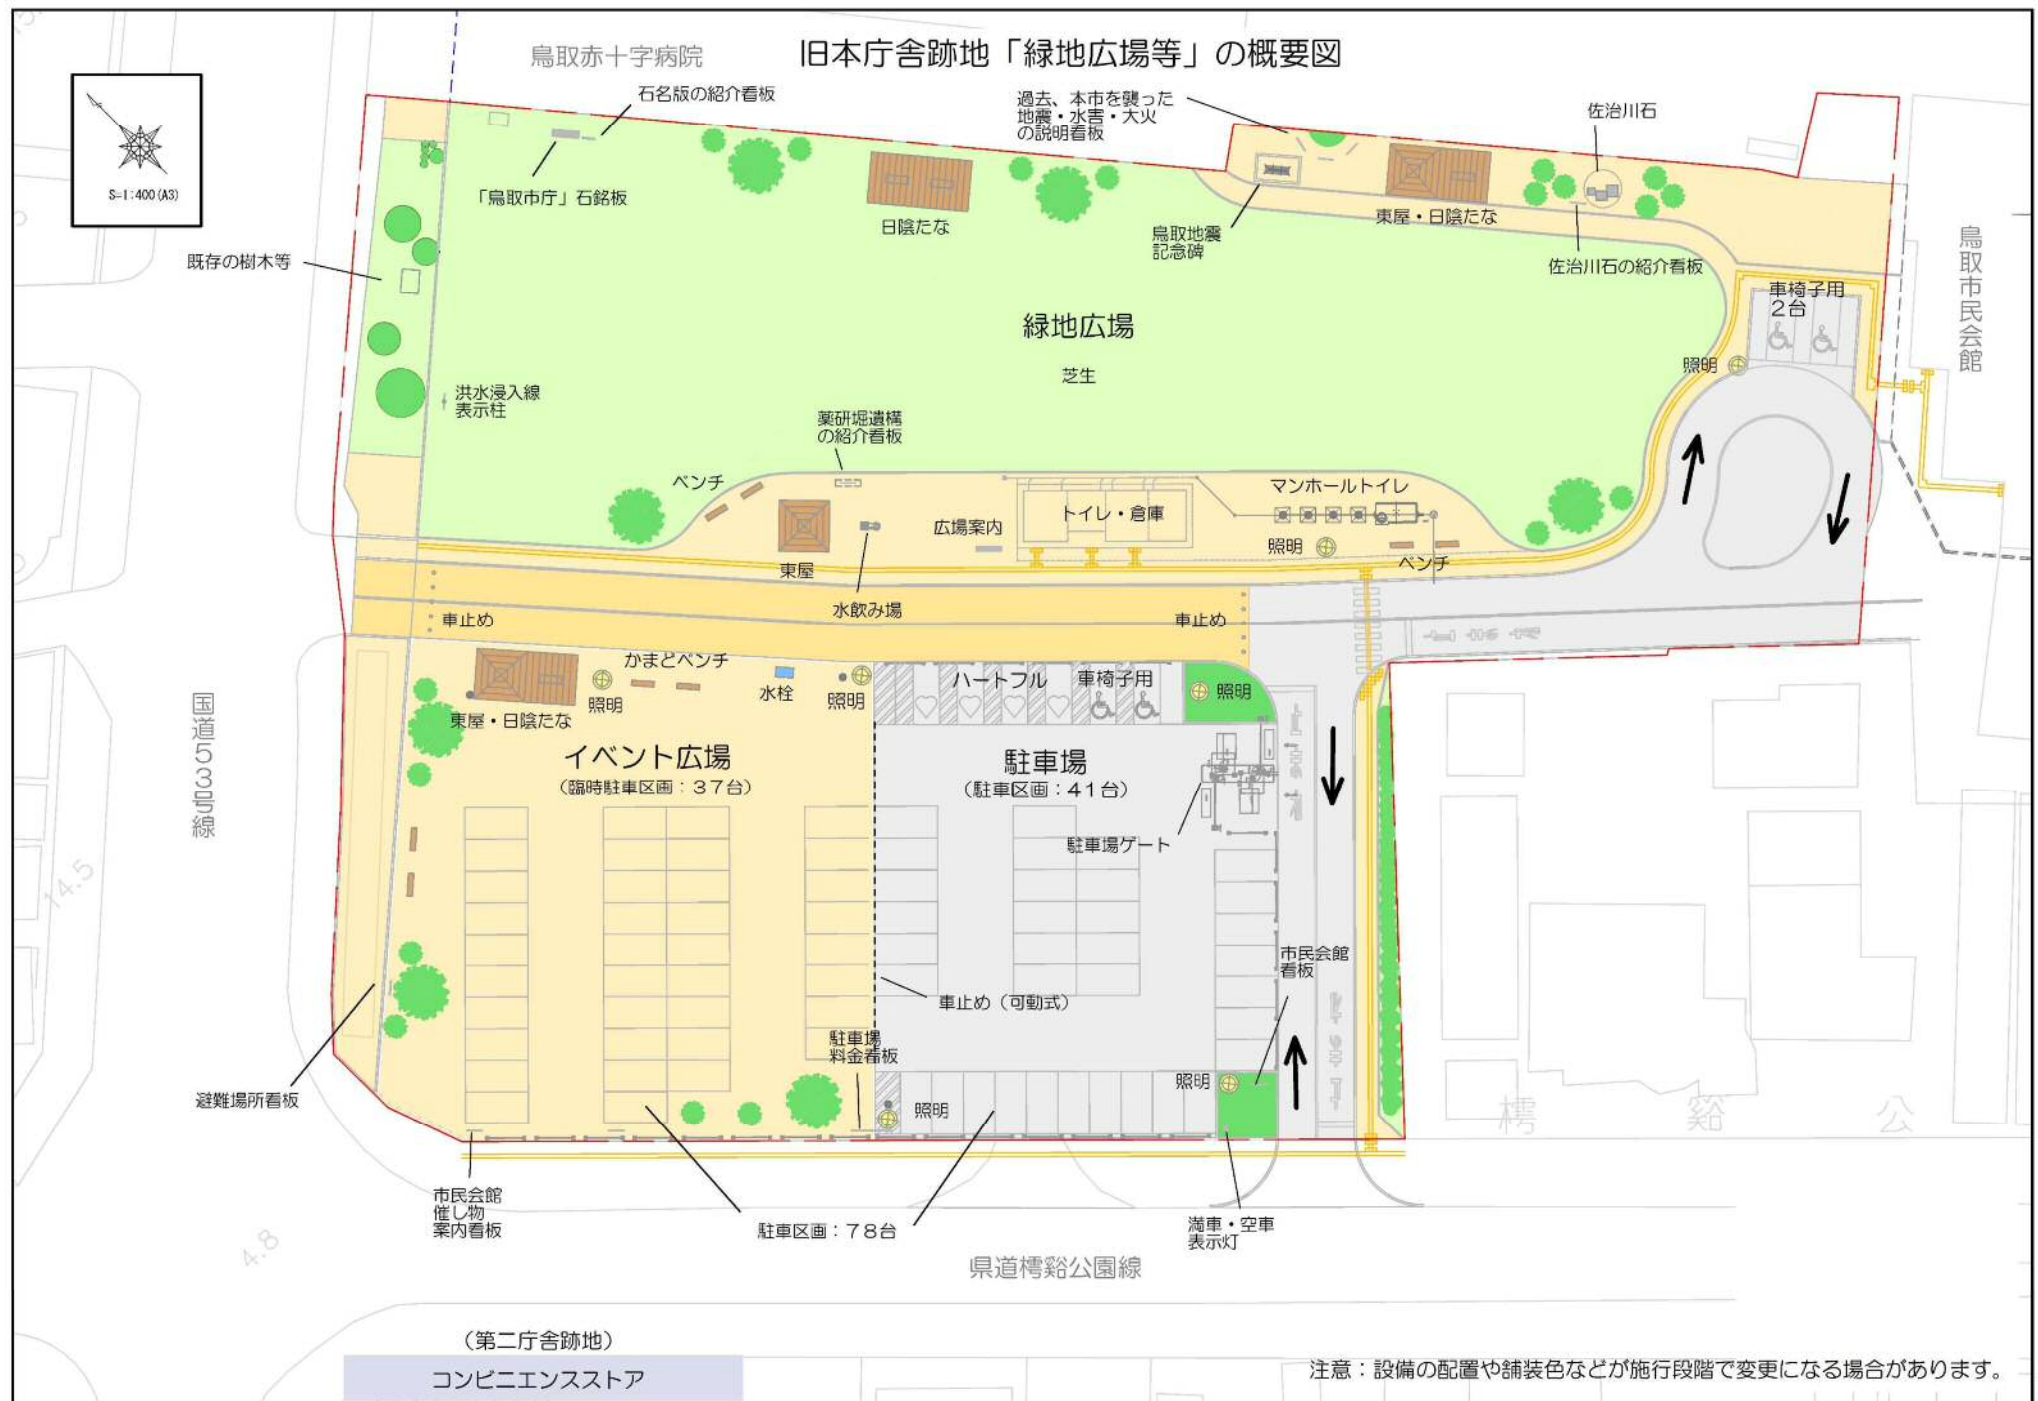 鳥取赤十字病院
旧本庁舎跡地「緑地広場等」の概要図
S=1:400(A3)
石名版の紹介看板
過去、本市を襲った
地震・水害・大火
の説明看板
佐治川石
「鳥取市庁」石銘板
日陰たな
鳥取地震
記念碑
東屋・日陰たな
佐治川石の紹介看板
鳥取市民会館
既存の樹木等
車椅子用
2台
緑地広場
芝生
照明
洪水浸入線
表示柱
薬研堀遺構
の紹介看板
ベンチ
広場案内
トイレ・倉庫
マンホールトイレ
照明
ベンチ
東屋
水飲み場
車止め
車止め
かまどベンチ
東屋・日陰たな
照明
水栓
照明
ハートフル
車椅子用
照明
国道53号線
イベント広場
(臨時駐車区画:37台)
駐車場
(駐車区画:41台)
駐車場ゲート
14.5
市民会館
看板
車止め(可動式)
駐車場
料金看板
照明
照明
避難場所看板
樗谿公
市民会館
催し物
案内看板
駐車区画:78台
満車・空車
表示灯
4.8
県道樗谿公園線
(第二庁舎跡地)
コンビニエンスストア
注意:設備の配置や舗装色などが施行段階で変更になる場合があります。